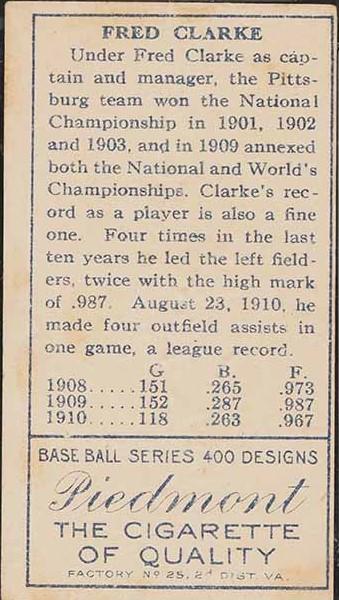 FRED CLARKE
Under Fred Clarke as cap-
tain and manager, the Pitts-
burg team won the National
Championship in 1901, 1902
and 1903, and in 1909 annexed
both the National and World's
Championships. Clarke's rec-
ord as a player is also a fine
one. Four times in the last
ten years he led the left field-
ers, twice with the high mark
of .987. August 23, 1910, he
made four outfield assists in
one game, a league record.
G B. F.
1908.....151 .265 .973
1909.....152 .287 .987
1910.....118 .263 .967
BASE BALL SERIES 400 DESIGNS
Piedmont
THE CIGARETTE
OF QUALITY
FACTORY Nº 25, 2d DIST. VA.